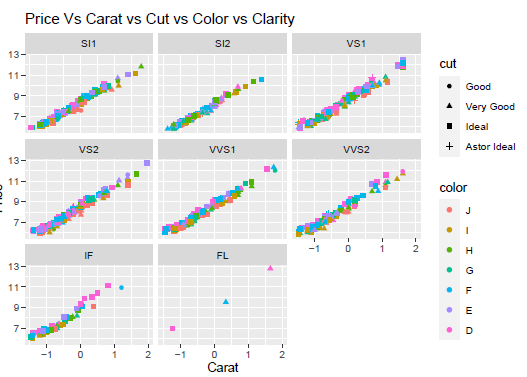 Price Vs Carat vs Cut vs Color vs Clarity
SI1 SI2 VS1
13
11
9
7
VS2 VVS1 VVS2
13
11
9
7
-1 0 1 2
IF FL
13
11
9
7
-1 0 1 2 -1 0 1 2
Carat
cut
Good
Very Good
Ideal
Astor Ideal
color
J
I
H
G
F
E
D